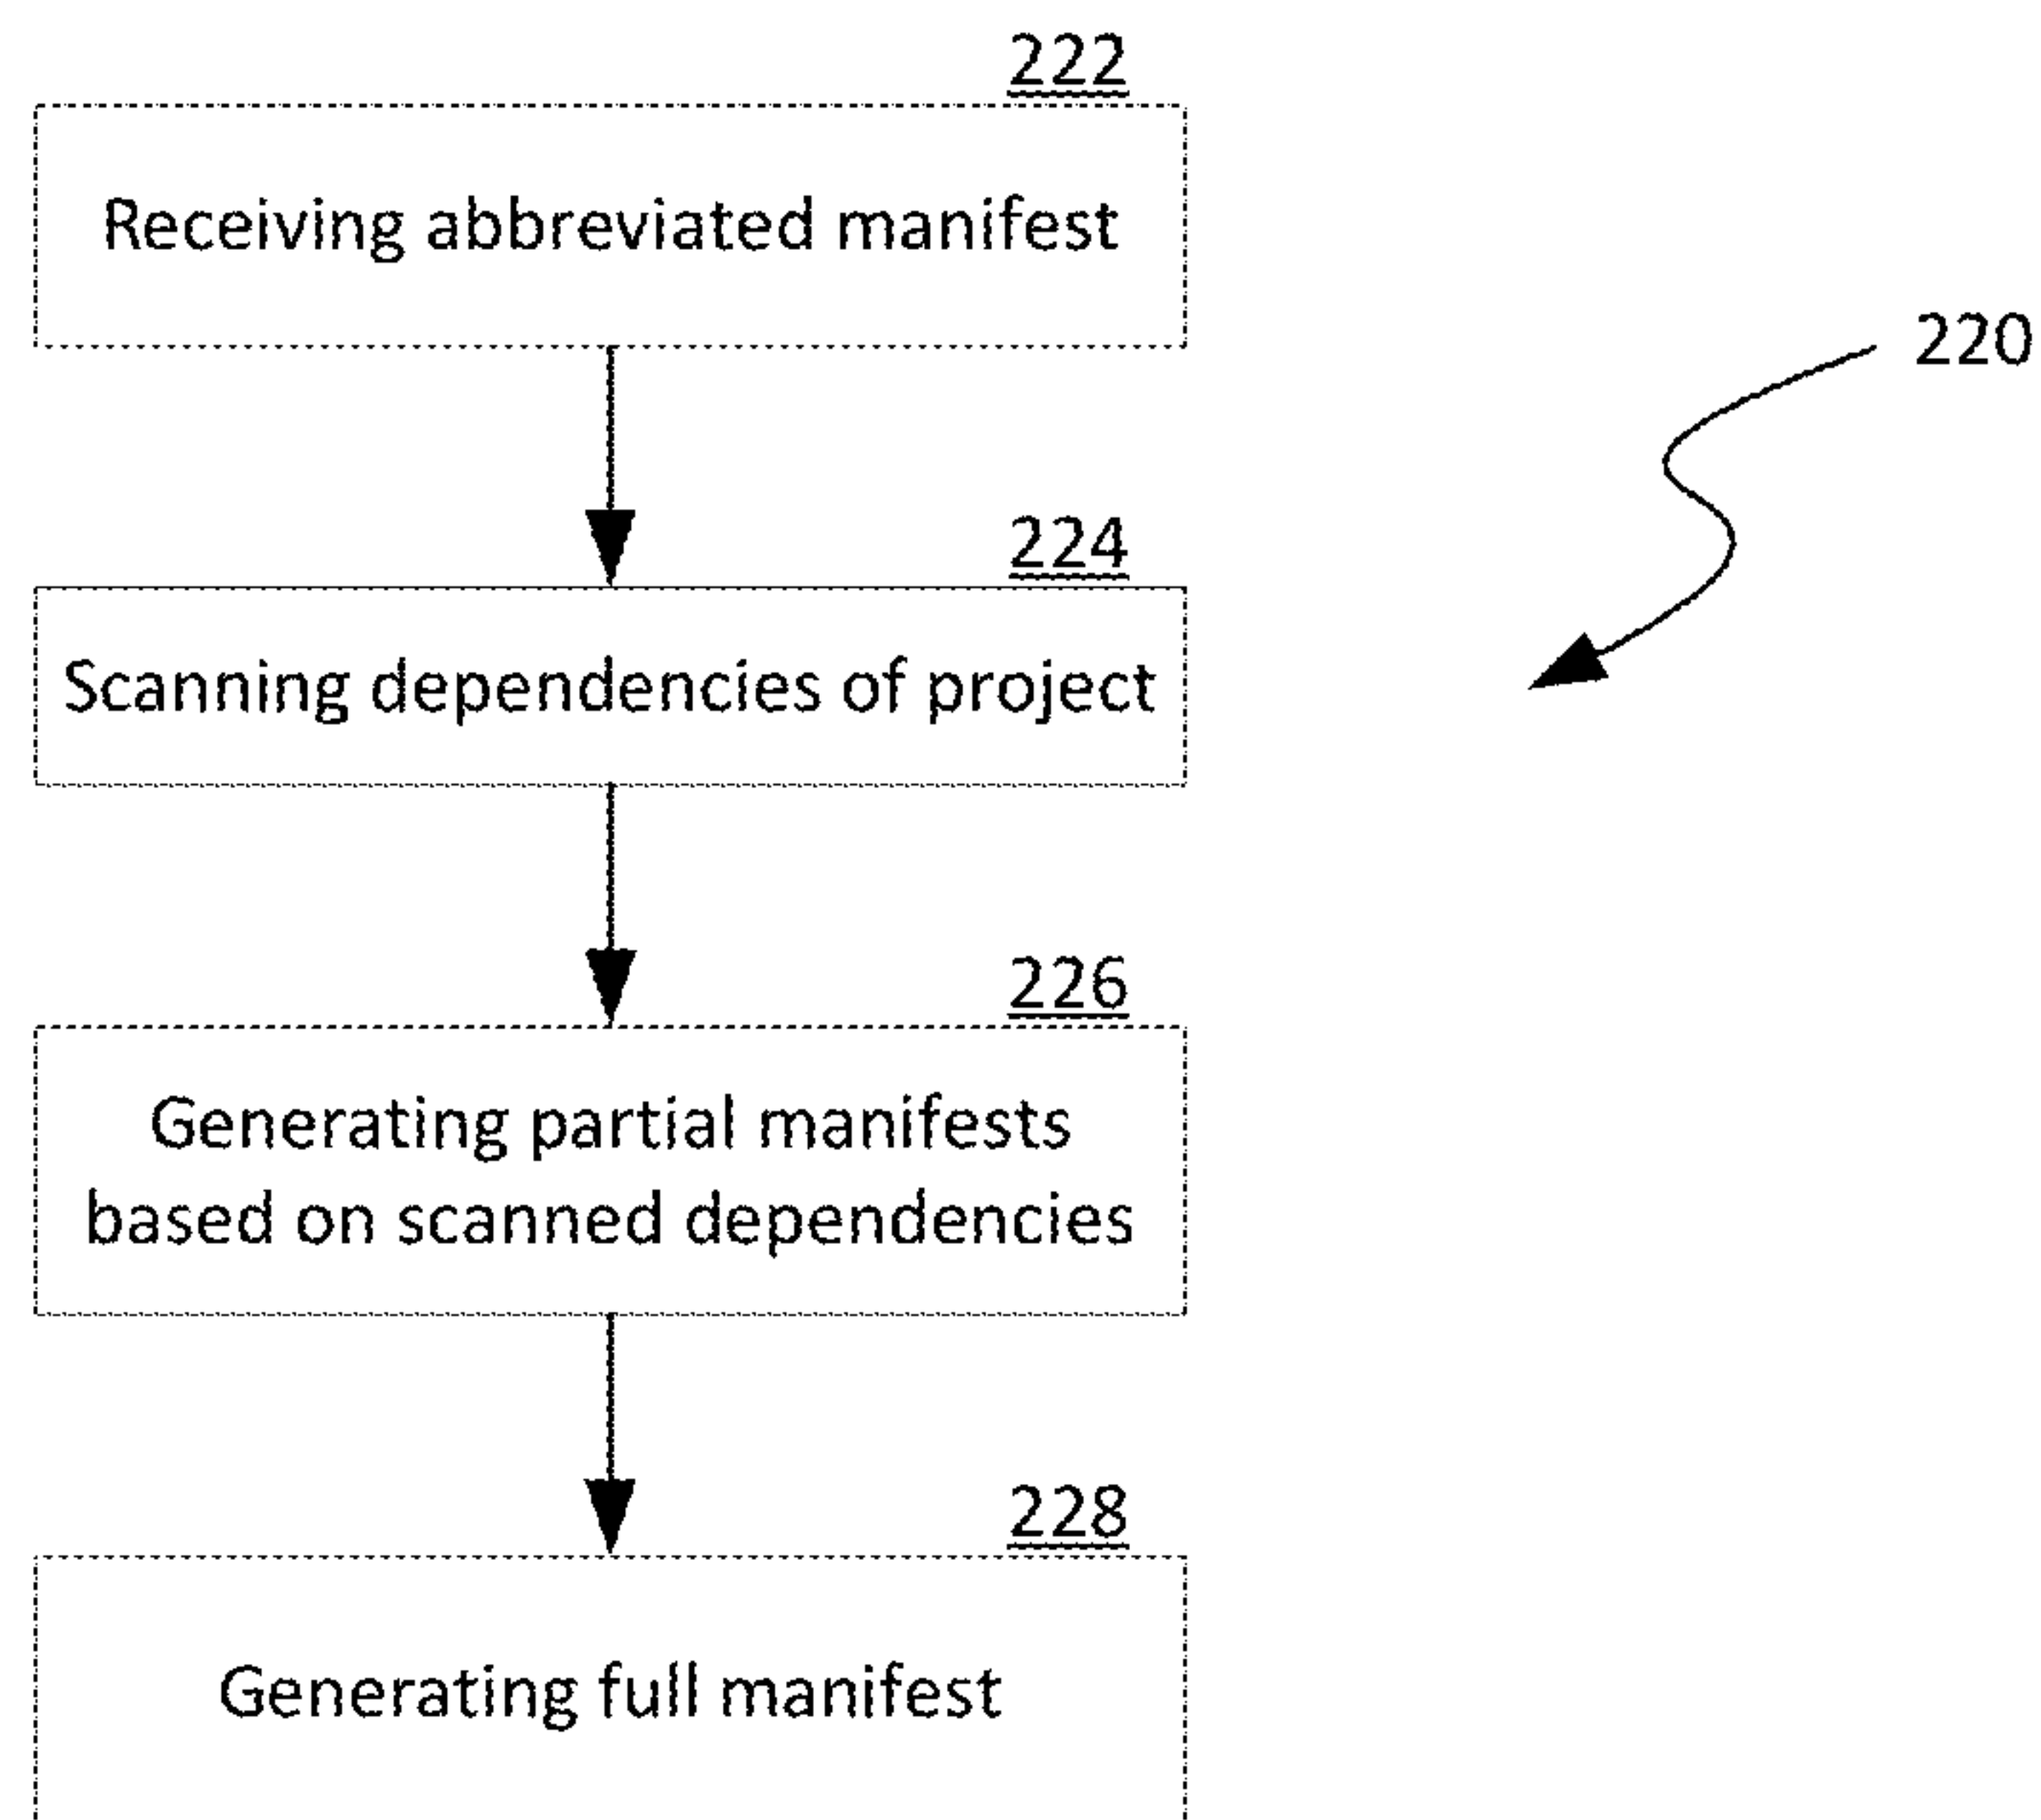 222
Receiving abbreviated manifest
220
224
Scanning dependencies of project
226
Generating partial manifests
based on scanned dependencies
228
Generating full manifest